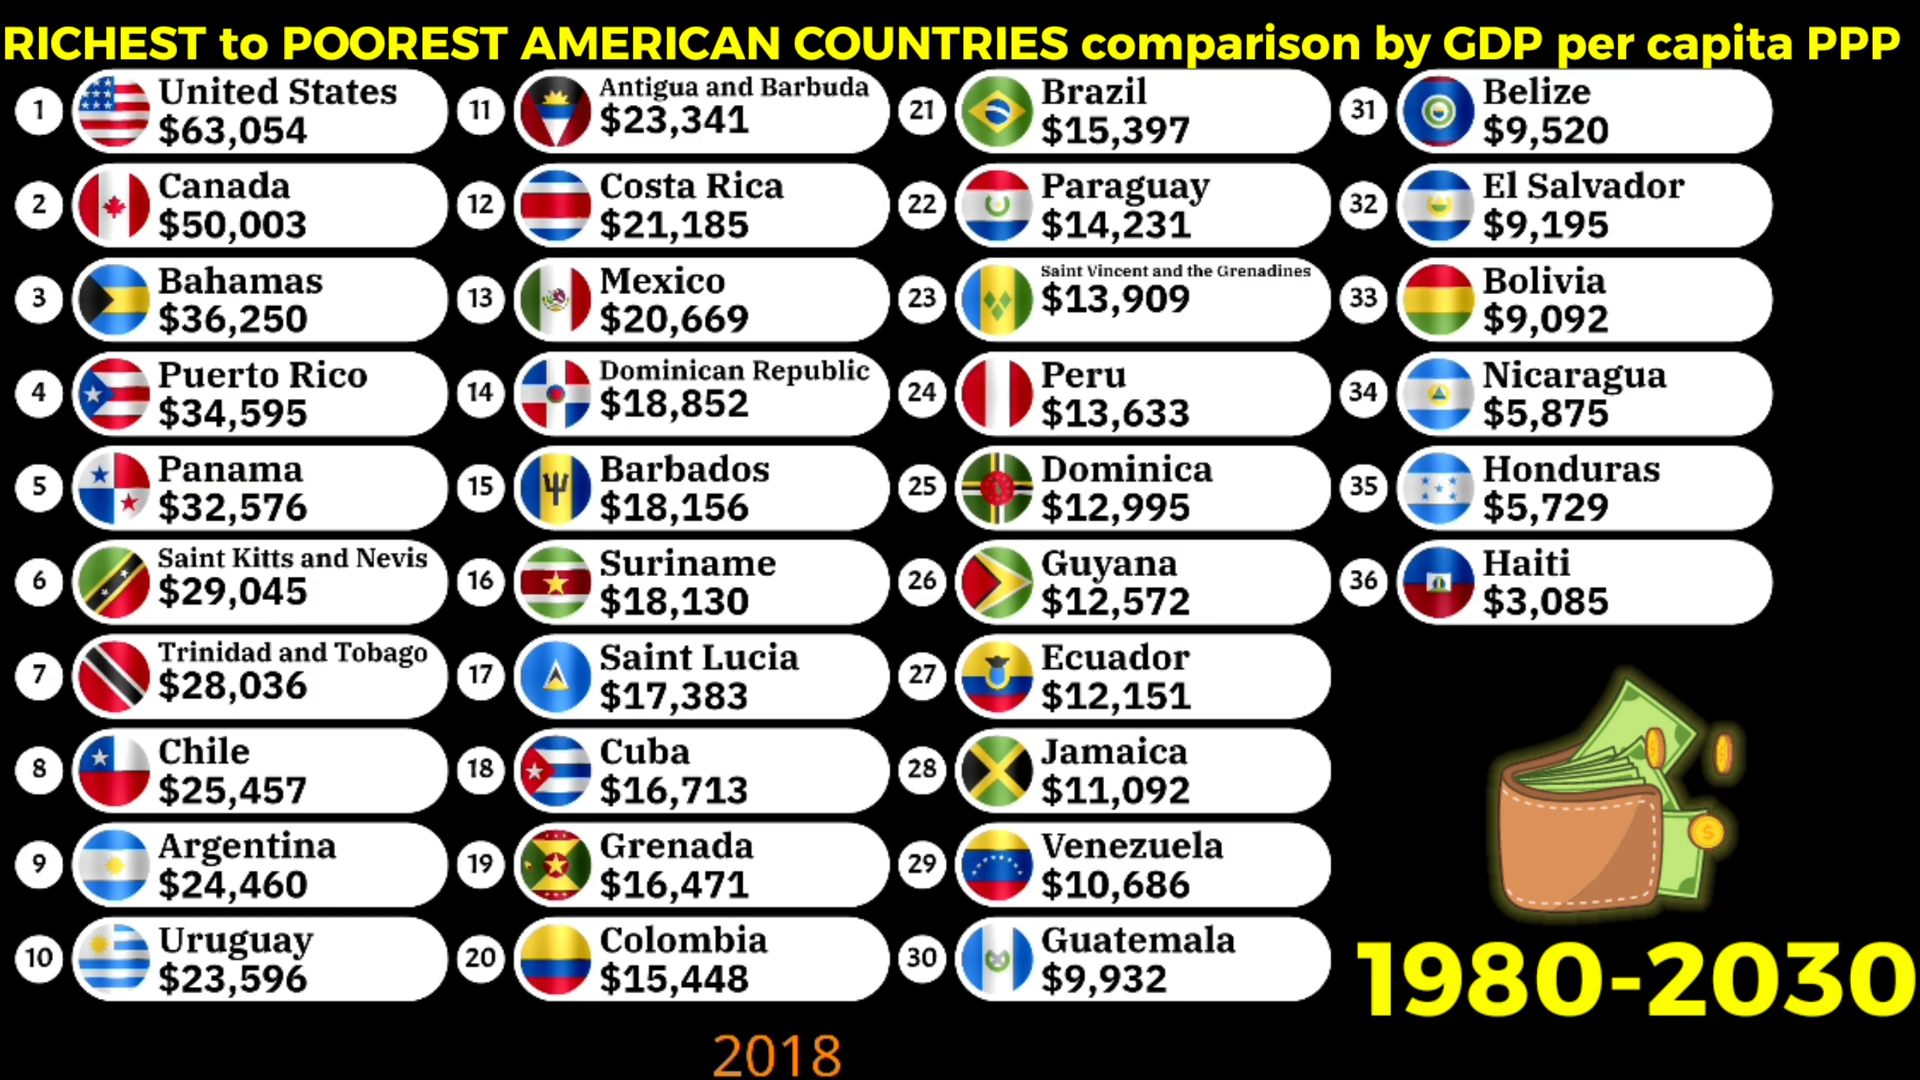 RICHEST to POOREST AMERICAN COUNTRIES comparison by GDP per capita PPP
1
United States
$63,054
2
Canada
$50,003
3
Bahamas
$36,250
4
Puerto Rico
$34,595
5
Panama
$32,576
6
Saint Kitts and Nevis
$29,045
7
Trinidad and Tobago
$28,036
8
Chile
$25,457
9
Argentina
$24,460
10
Uruguay
$23,596
11
Antigua and Barbuda
$23,341
12
Costa Rica
$21,185
13
Mexico
$20,669
14
Dominican Republic
$18,852
15
Barbados
$18,156
16
Suriname
$18,130
17
Saint Lucia
$17,383
18
Cuba
$16,713
19
Grenada
$16,471
20
Colombia
$15,448
21
Brazil
$15,397
22
Paraguay
$14,231
23
Saint Vincent and the Grenadines
$13,909
24
Peru
$13,633
25
Dominica
$12,995
26
Guyana
$12,572
27
Ecuador
$12,151
28
Jamaica
$11,092
29
Venezuela
$10,686
30
Guatemala
$9,932
31
Belize
$9,520
32
El Salvador
$9,195
33
Bolivia
$9,092
34
Nicaragua
$5,875
35
Honduras
$5,729
36
Haiti
$3,085
$
1980-2030
2018